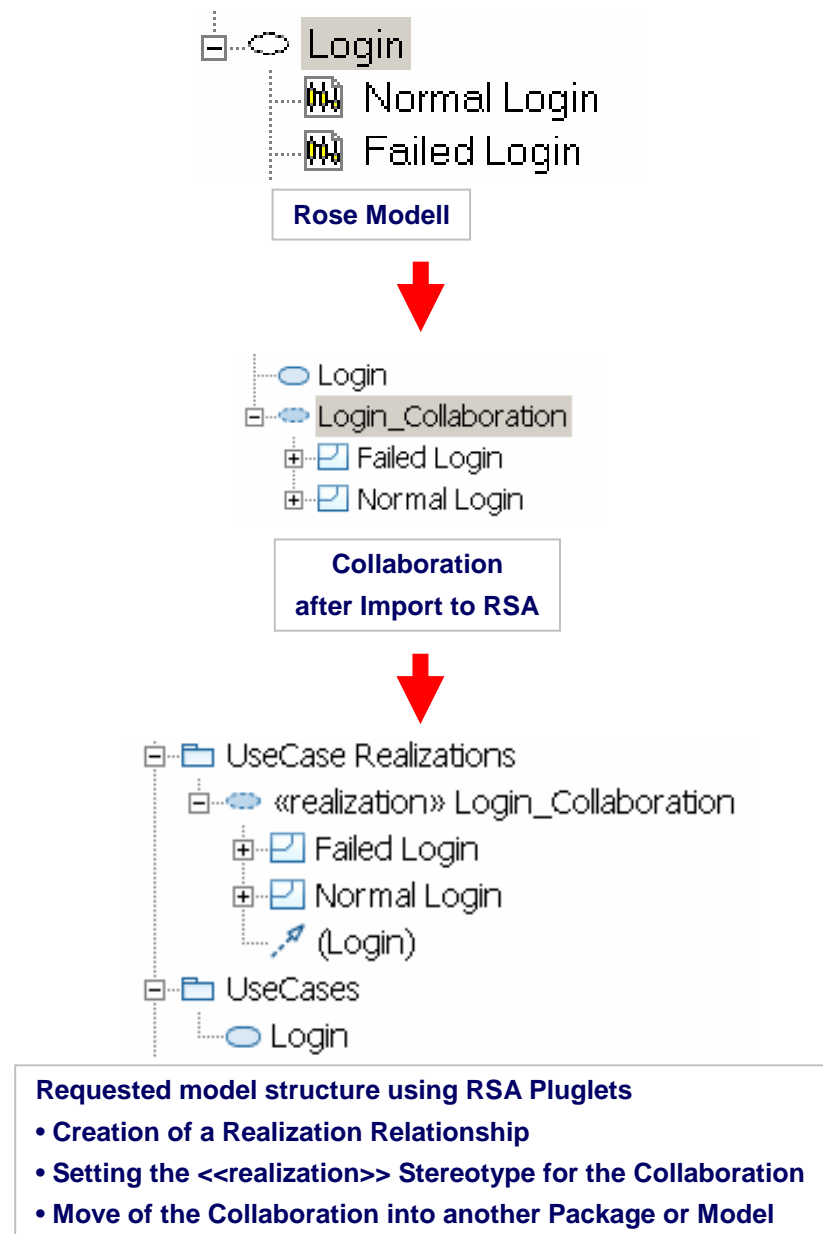 Login
Normal Login
Failed Login
Rose Modell
Login
Login_Collaboration
Failed Login
Normal Login
Collaboration
after Import to RSA
UseCase Realizations
«realization» Login_Collaboration
Failed Login
Normal Login
(Login)
UseCases
Login
Requested model structure using RSA Pluglets
• Creation of a Realization Relationship
• Setting the <<realization>> Stereotype for the Collaboration
• Move of the Collaboration into another Package or Model